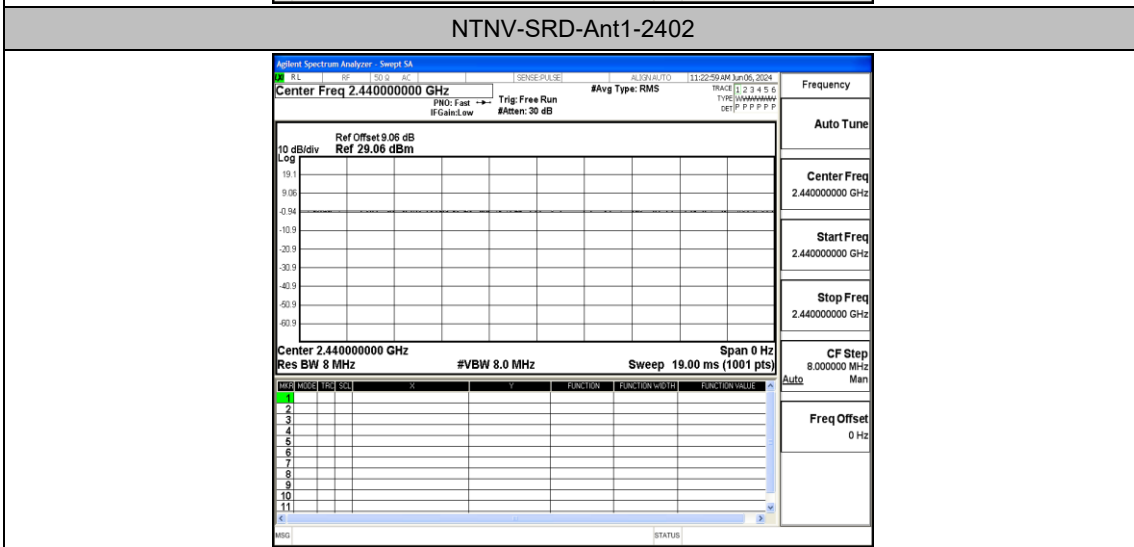 NTNV-SRD-Ant1-2402
Agilent Spectrum Analyzer - Swept SA
RL RF 50 Ω AC SENSE:PULSE ALIGNAUTO 11:22:59 AM Jun 06, 2024
Center Freq 2.440000000 GHz #Avg Type: RMS TRACE 1 2 3 4 5 6
PNO: Fast Trig: Free Run TYPE
IFGain:Low #Atten: 30 dB DET P P P P P P
Ref Offset 9.06 dB
10 dB/div Ref 29.06 dBm
Log
19.1
9.06
-0.94
-10.9
-20.9
-30.9
-40.9
-50.9
-60.9
Center 2.440000000 GHz Span 0 Hz
Res BW 8 MHz #VBW 8.0 MHz Sweep 19.00 ms (1001 pts)
MKR MODE TRC SCL X Y FUNCTION FUNCTION WIDTH FUNCTION VALUE
1
2
3
4
5
6
7
8
9
10
11
MSG STATUS
Frequency
Auto Tune
Center Freq
2.440000000 GHz
Start Freq
2.440000000 GHz
Stop Freq
2.440000000 GHz
CF Step
8.000000 MHz
Auto Man
Freq Offset
0 Hz